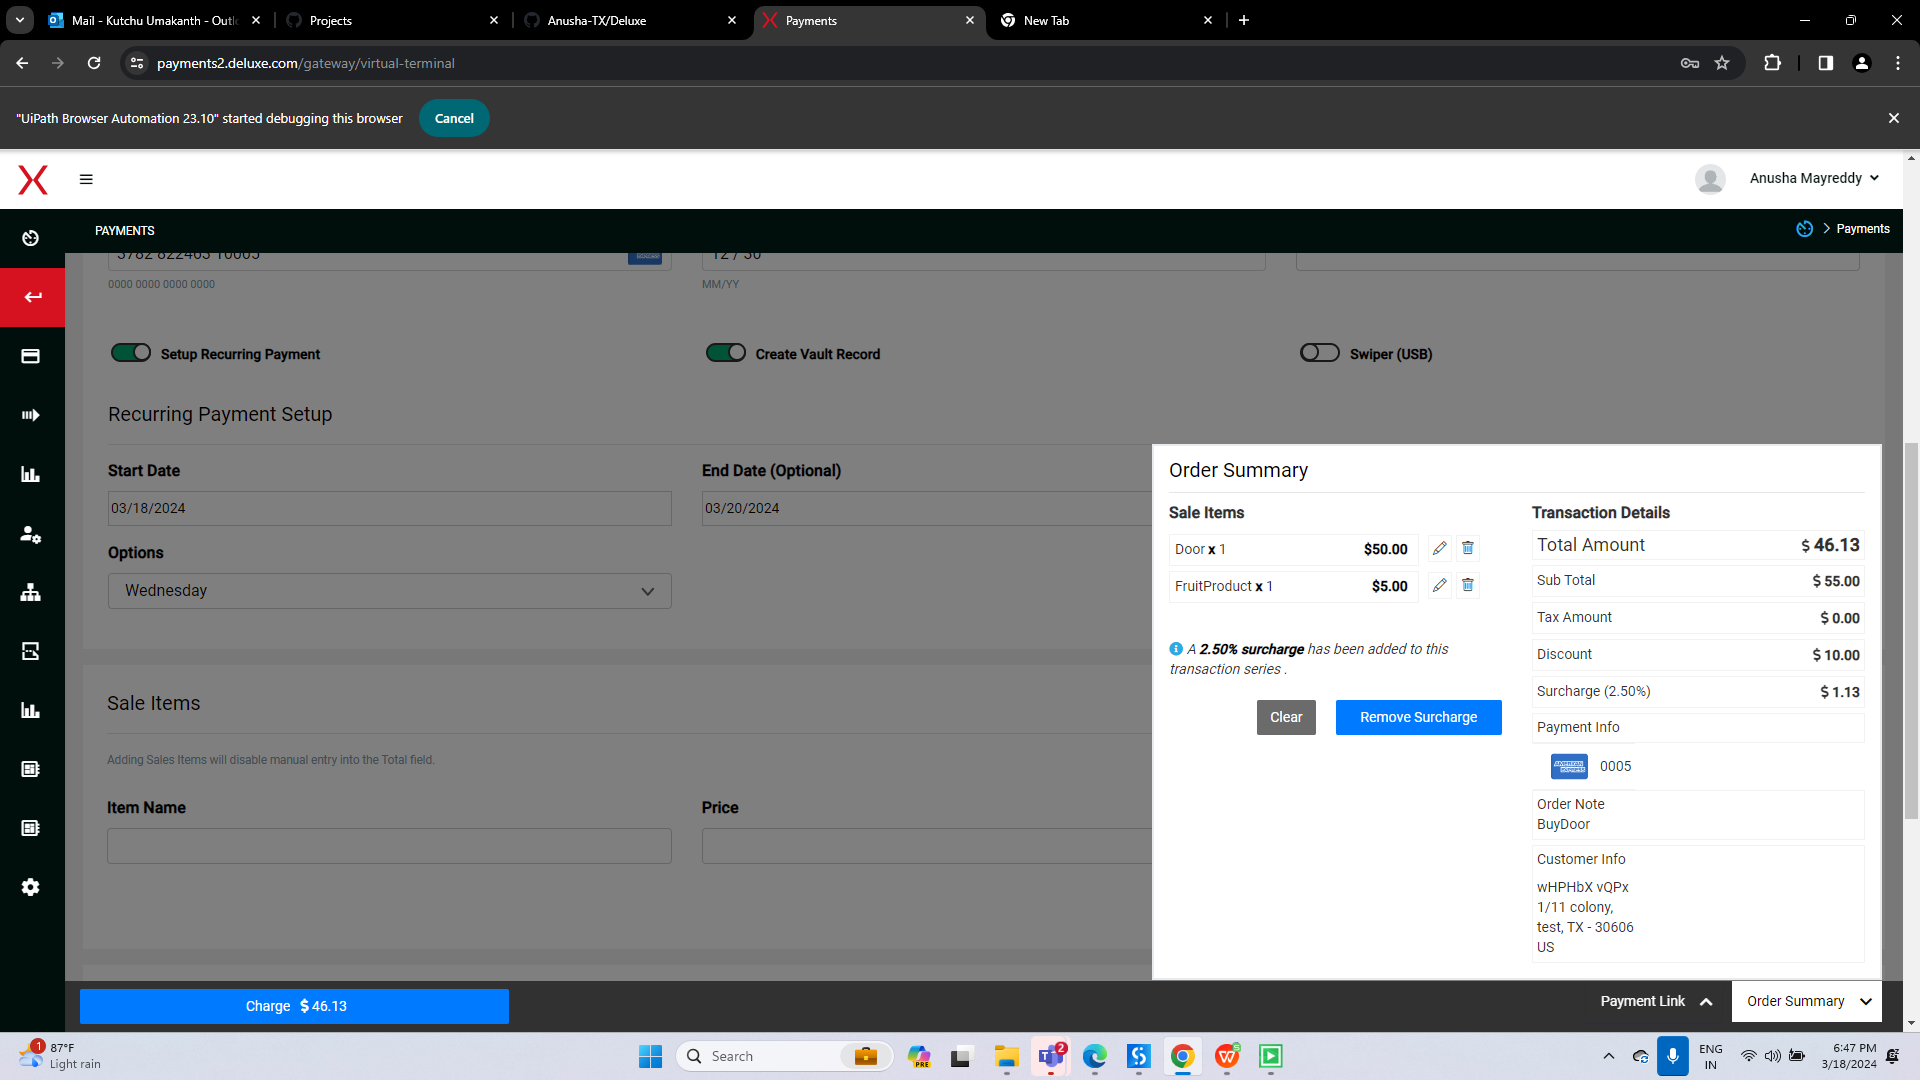 Mail - Kutchu Umakanth - Outl
Projects
Anusha-TX/Deluxe
Payments
New Tab
payments2.deluxe.com/gateway/virtual-terminal
"UiPath Browser Automation 23.10" started debugging this browser
Cancel
Anusha Mayreddy
PAYMENTS
Payments
3782 822463 10005
12 / 30
0000 0000 0000 0000
MM/YY
Setup Recurring Payment
Create Vault Record
Swiper (USB)
Recurring Payment Setup
Start Date
End Date (Optional)
03/18/2024
03/20/2024
Options
Wednesday
Sale Items
Adding Sales Items will disable manual entry into the Total field.
Item Name
Price
Order Summary
Sale Items
Door x 1
$50.00
FruitProduct x 1
$5.00
A 2.50% surcharge has been added to this
transaction series .
Clear
Remove Surcharge
Transaction Details
Total Amount
$ 46.13
Sub Total
$ 55.00
Tax Amount
$ 0.00
Discount
$ 10.00
Surcharge (2.50%)
$ 1.13
Payment Info
AMERICAN
EXPRESS
0005
Order Note
BuyDoor
Customer Info
wHPHbX vQPx
1/11 colony,
test, TX - 30606
US
Charge $ 46.13
Payment Link
Order Summary
1
87°F
Light rain
Search
PRE
2
ENG
IN
6:47 PM
3/18/2024